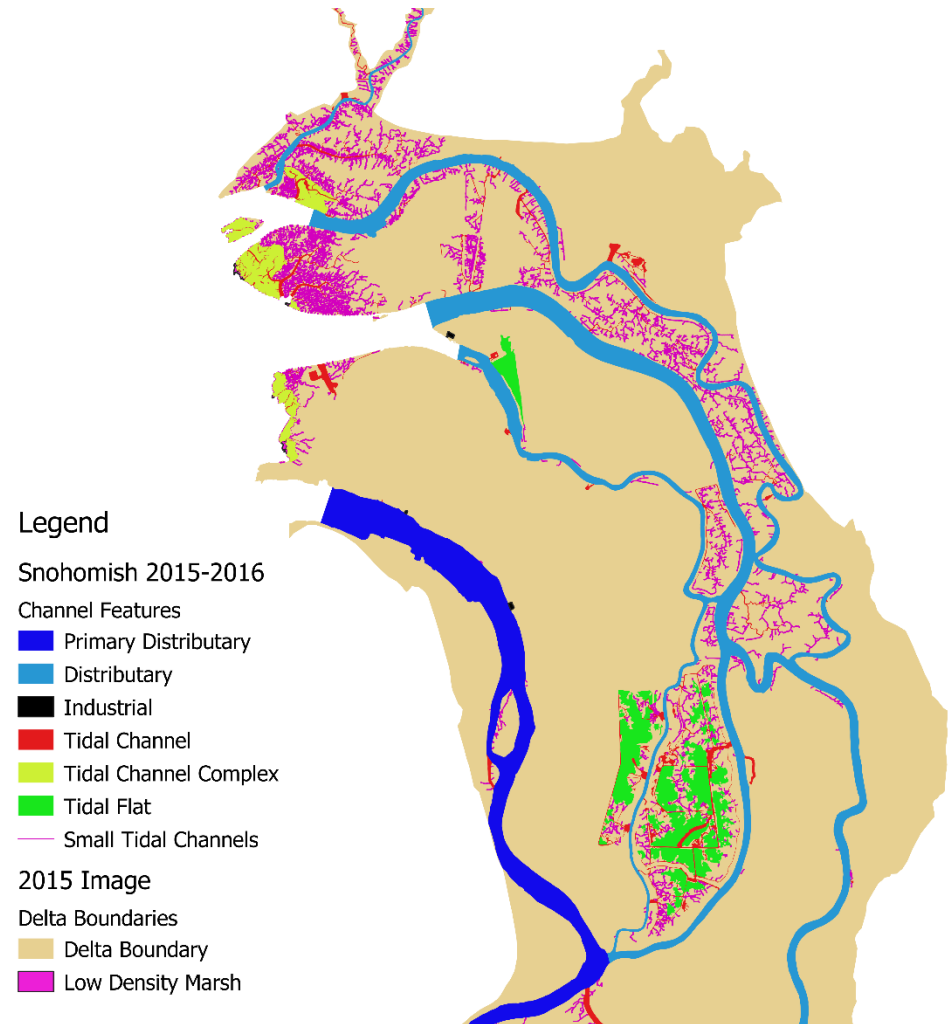 Legend
Snohomish 2015-2016
Channel Features
Primary Distributary
Distributary
Industrial
Tidal Channel
Tidal Channel Complex
Tidal Flat
Small Tidal Channels
2015 Image
Delta Boundaries
Delta Boundary
Low Density Marsh